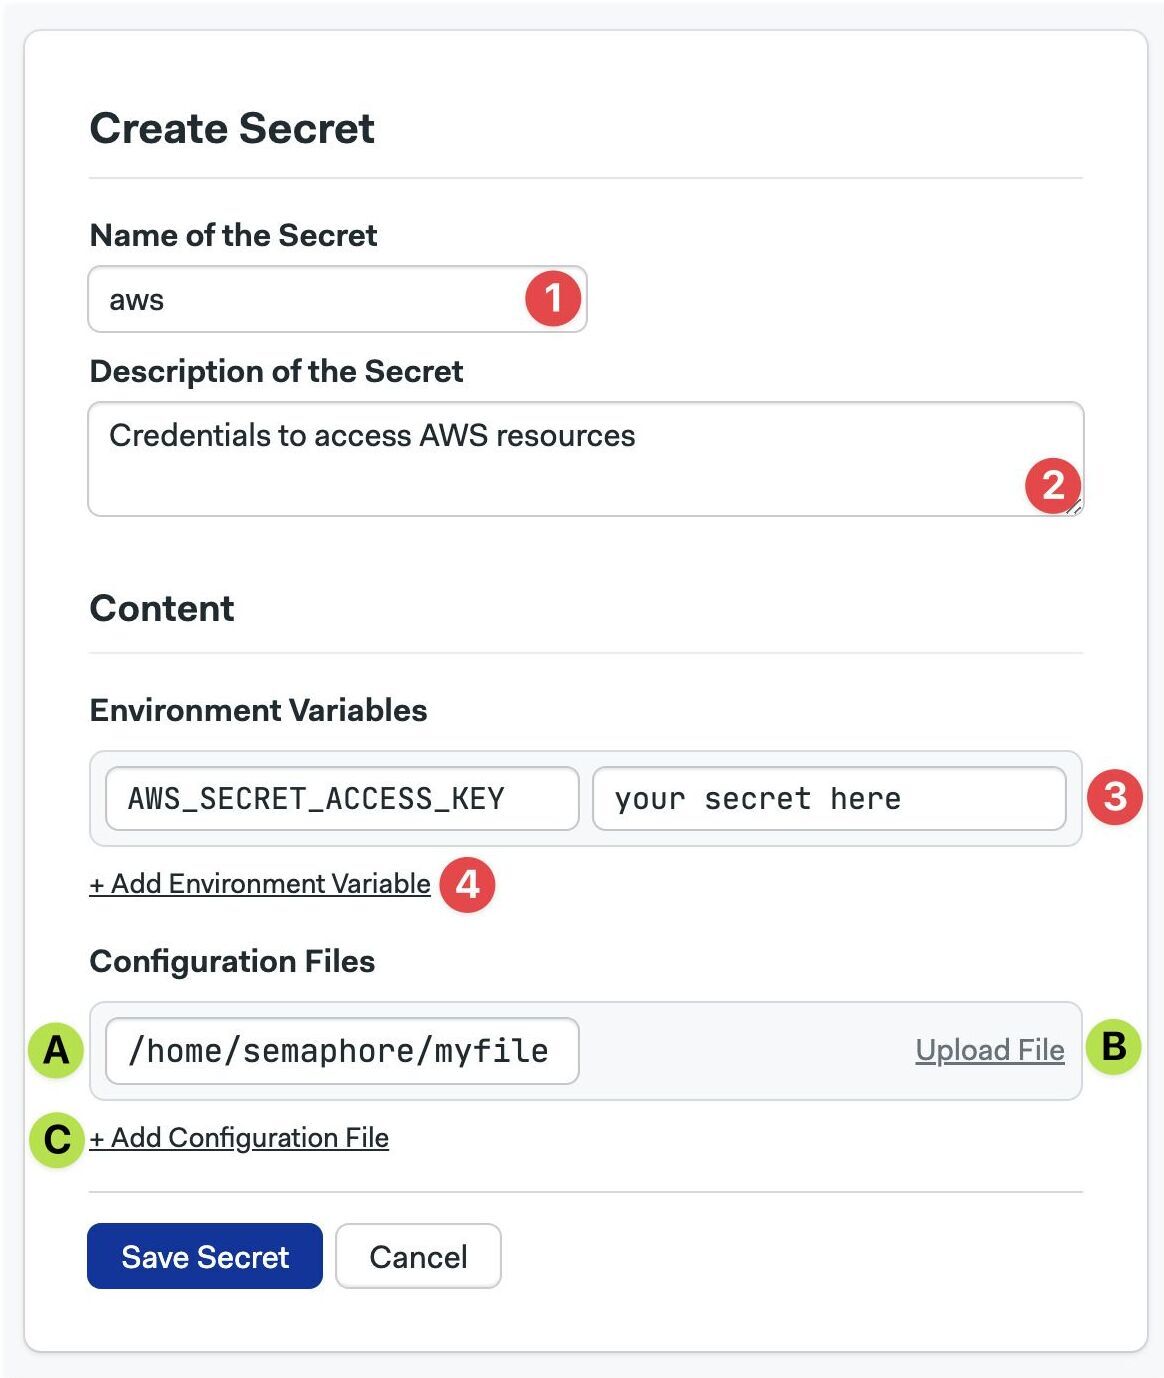 Create Secret
Name of the Secret
aws 1
Description of the Secret
Credentials to access AWS resources
2
Content
Environment Variables
AWS_SECRET_ACCESS_KEY your secret here 3
+ Add Environment Variable 4
Configuration Files
A /home/semaphore/myfile Upload File B
C + Add Configuration File
Save Secret Cancel